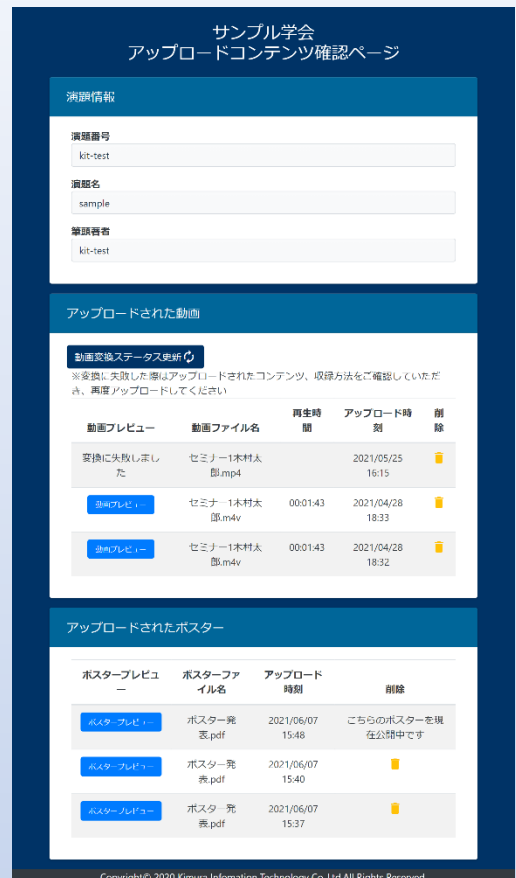 サンプル学会
アップロードコンテンツ確認ページ
演題情報
演題番号
kit-test
演題名
sample
筆頭著者
kit-test
アップロードされた動画
動画変換ステータス更新
※変換に失敗した際はアップロードされたコンテンツ、収録方法をご確認していただ
き、再度アップロードしてください
動画プレビュー 動画ファイル名 再生時間 アップロード時刻 削除
変換に失敗しました セミナー1木村太郎.mp4 2021/05/25 16:15
動画プレビュー セミナー1木村太郎.m4v 00:01:43 2021/04/28 18:33
動画プレビュー セミナー1木村太郎.m4v 00:01:43 2021/04/28 18:32
アップロードされたポスター
ポスタープレビュー ポスターファイル名 アップロード時刻 削除
ポスタープレビュー ポスター発表.pdf 2021/06/07 15:48 こちらのポスターを現在公開中です
ポスタープレビュー ポスター発表.pdf 2021/06/07 15:40
ポスタープレビュー ポスター発表.pdf 2021/06/07 15:37
Copyright© 2020 Kimura Infomation Technology Co.,Ltd All Rights Reserved.